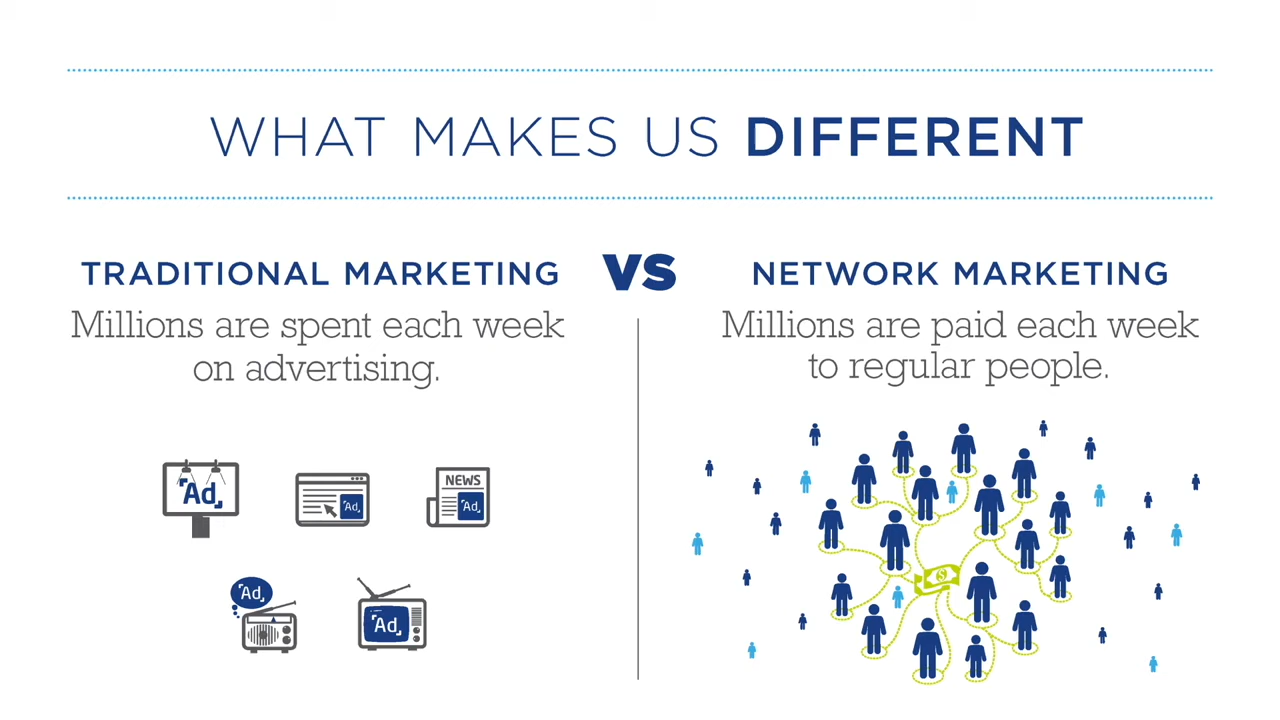 WHAT MAKES US DIFFERENT
TRADITIONAL MARKETING
VS
NETWORK MARKETING
Millions are spent each week
on advertising.
Millions are paid each week
to regular people.
Ad
Ad
NEWS
Ad
Ad
Ad
$